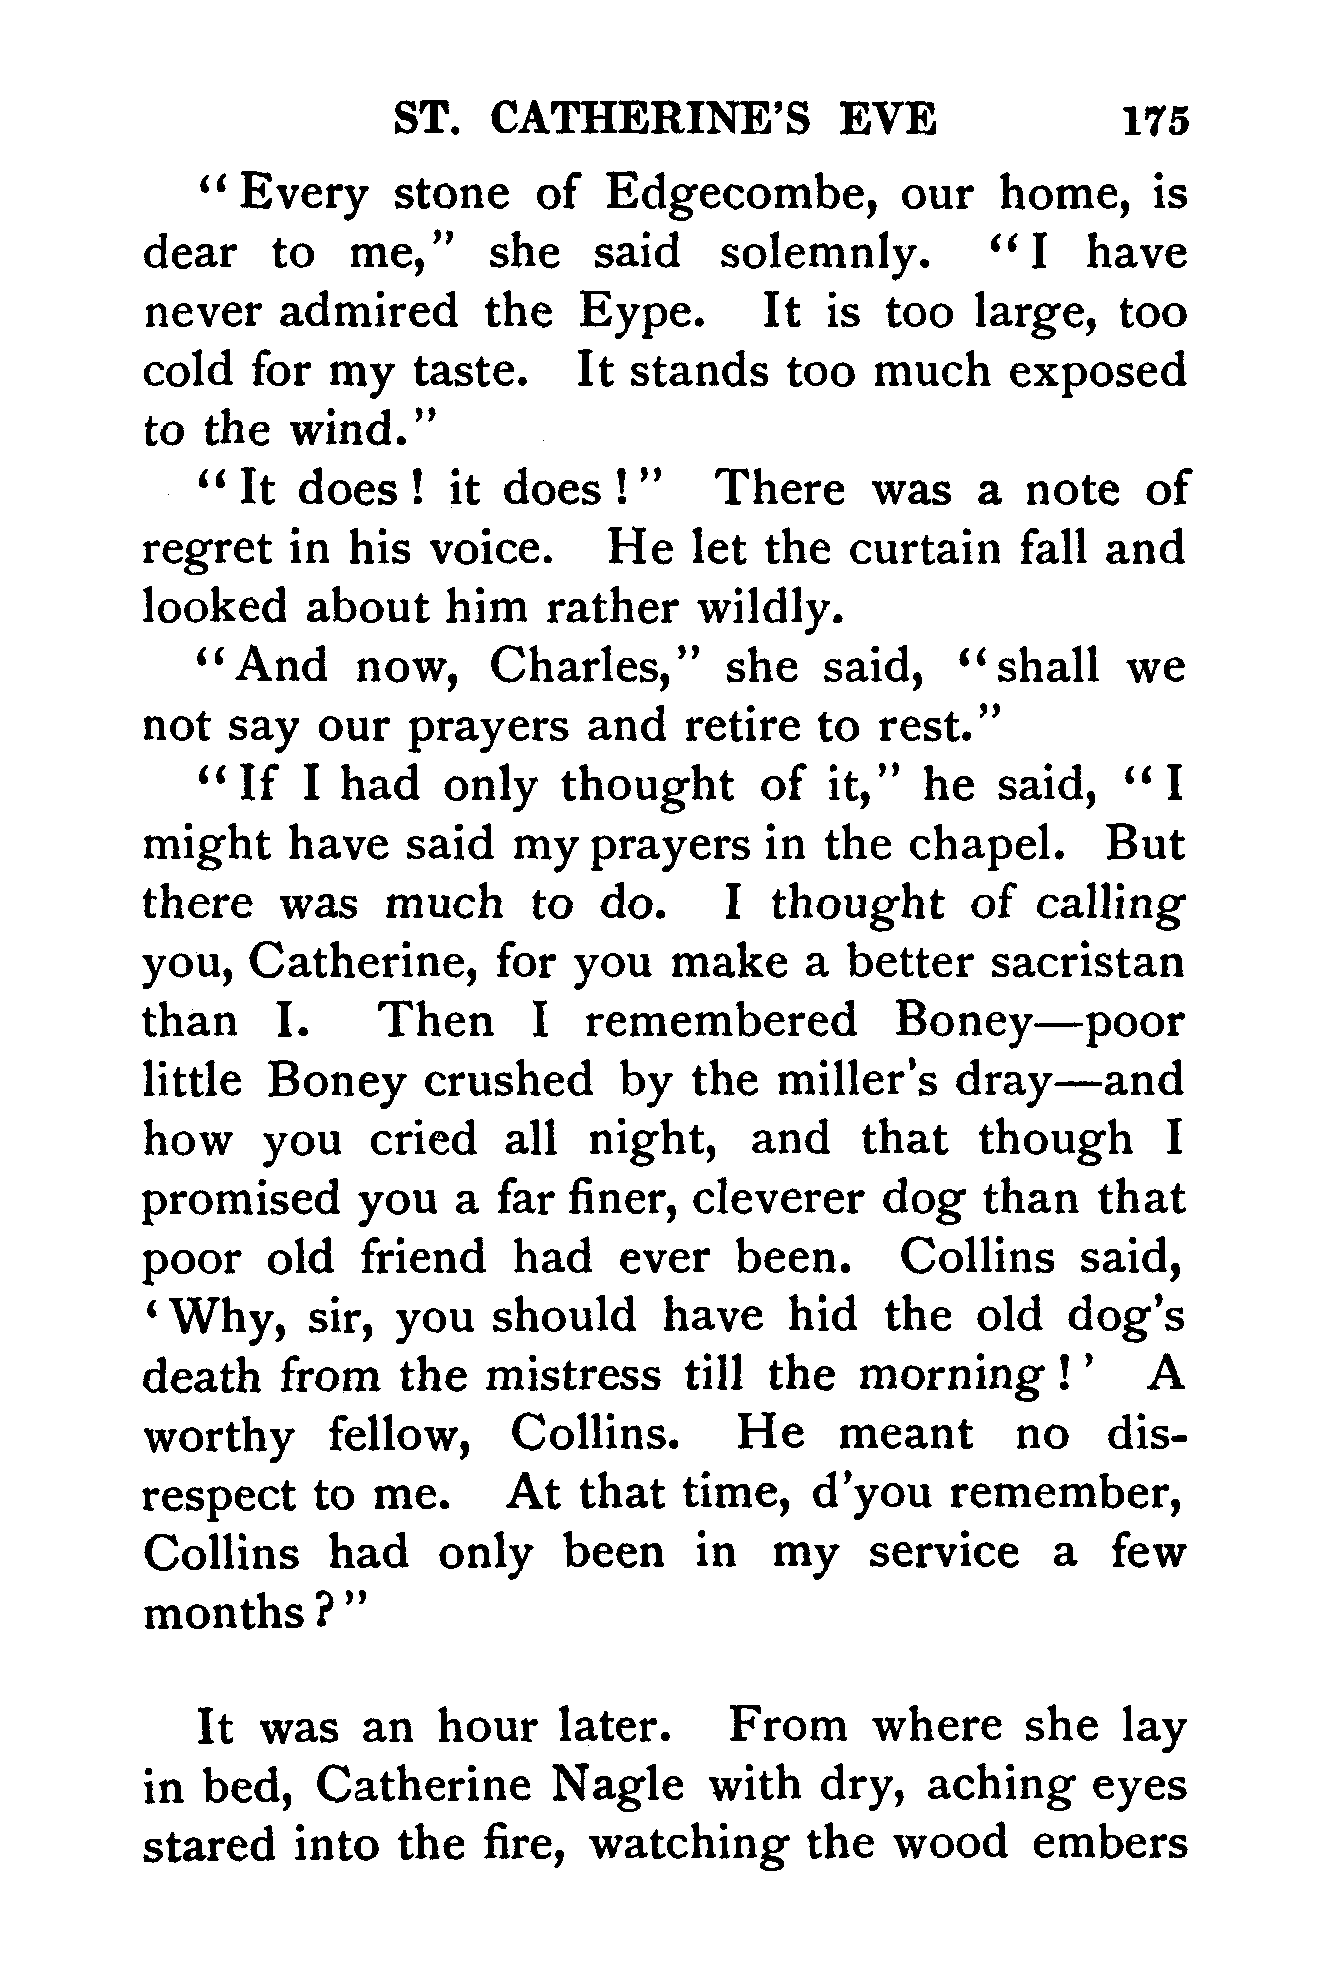 ST. CATHERINE'S EVE 175
"Every stone of Edgecombe, our home, is
dear to me," she said solemnly. "I have
never admired the Eype. It is too large, too
cold for my taste. It stands too much exposed
to the wind."
"It does! it does!" There was a note of
regret in his voice. He let the curtain fall and
looked about him rather wildly.
"And now, Charles," she said, "shall we
not say our prayers and retire to rest."
"If I had only thought of it," he said, "I
might have said my prayers in the chapel. But
there was much to do. I thought of calling
you, Catherine, for you make a better sacristan
than I. Then I remembered Boney—poor
little Boney crushed by the miller's dray—and
how you cried all night, and that though I
promised you a far finer, cleverer dog than that
poor old friend had ever been. Collins said,
'Why, sir, you should have hid the old dog's
death from the mistress till the morning!' A
worthy fellow, Collins. He meant no dis-
respect to me. At that time, d'you remember,
Collins had only been in my service a few
months?"
It was an hour later. From where she lay
in bed, Catherine Nagle with dry, aching eyes
stared into the fire, watching the wood embers